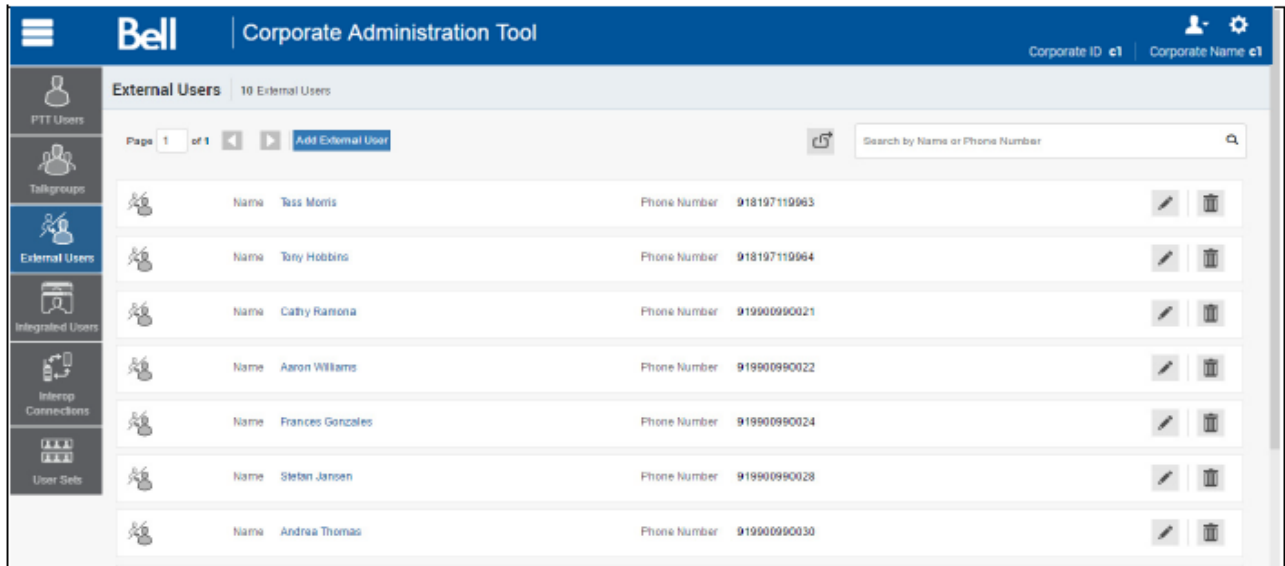 Bell Corporate Administration Tool
Corporate ID c1 Corporate Name c1
PTT Users
Talkgroups
External Users
Integrated Users
Interop
Connections
User Sets
External Users 10 External Users
Page 1 of 1 Add External User Search by Name or Phone Number
Name Tess Morris Phone Number 918197119963
Name Tony Hobbins Phone Number 918197119964
Name Cathy Ramona Phone Number 919900990021
Name Aaron Williams Phone Number 919900990022
Name Frances Gonzales Phone Number 919900990024
Name Stefan Jansen Phone Number 919900990028
Name Andrea Thomas Phone Number 919900990030